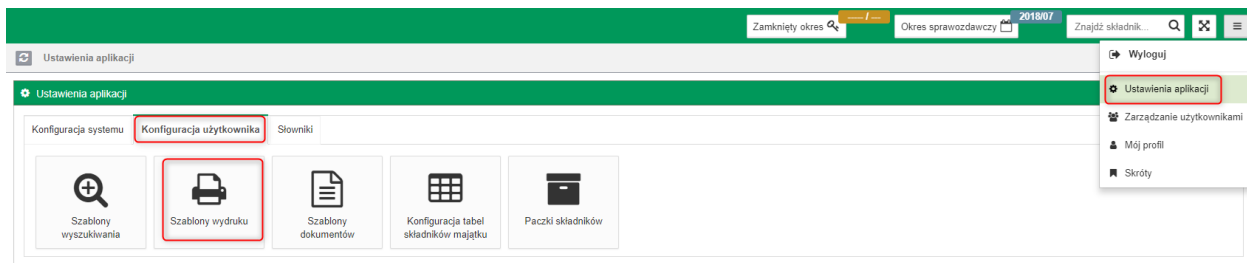 Zamknięty okres
---- / --
Okres sprawozdawczy
2018/07
Znajdź składnik...
Ustawienia aplikacji
Wyloguj
Ustawienia aplikacji
Ustawienia aplikacji
Zarządzanie użytkownikami
Mój profil
Skróty
Konfiguracja systemu
Konfiguracja użytkownika
Słowniki
Szablony
wyszukiwania
Szablony wydruku
Szablony
dokumentów
Konfiguracja tabel
składników majątku
Paczki składników